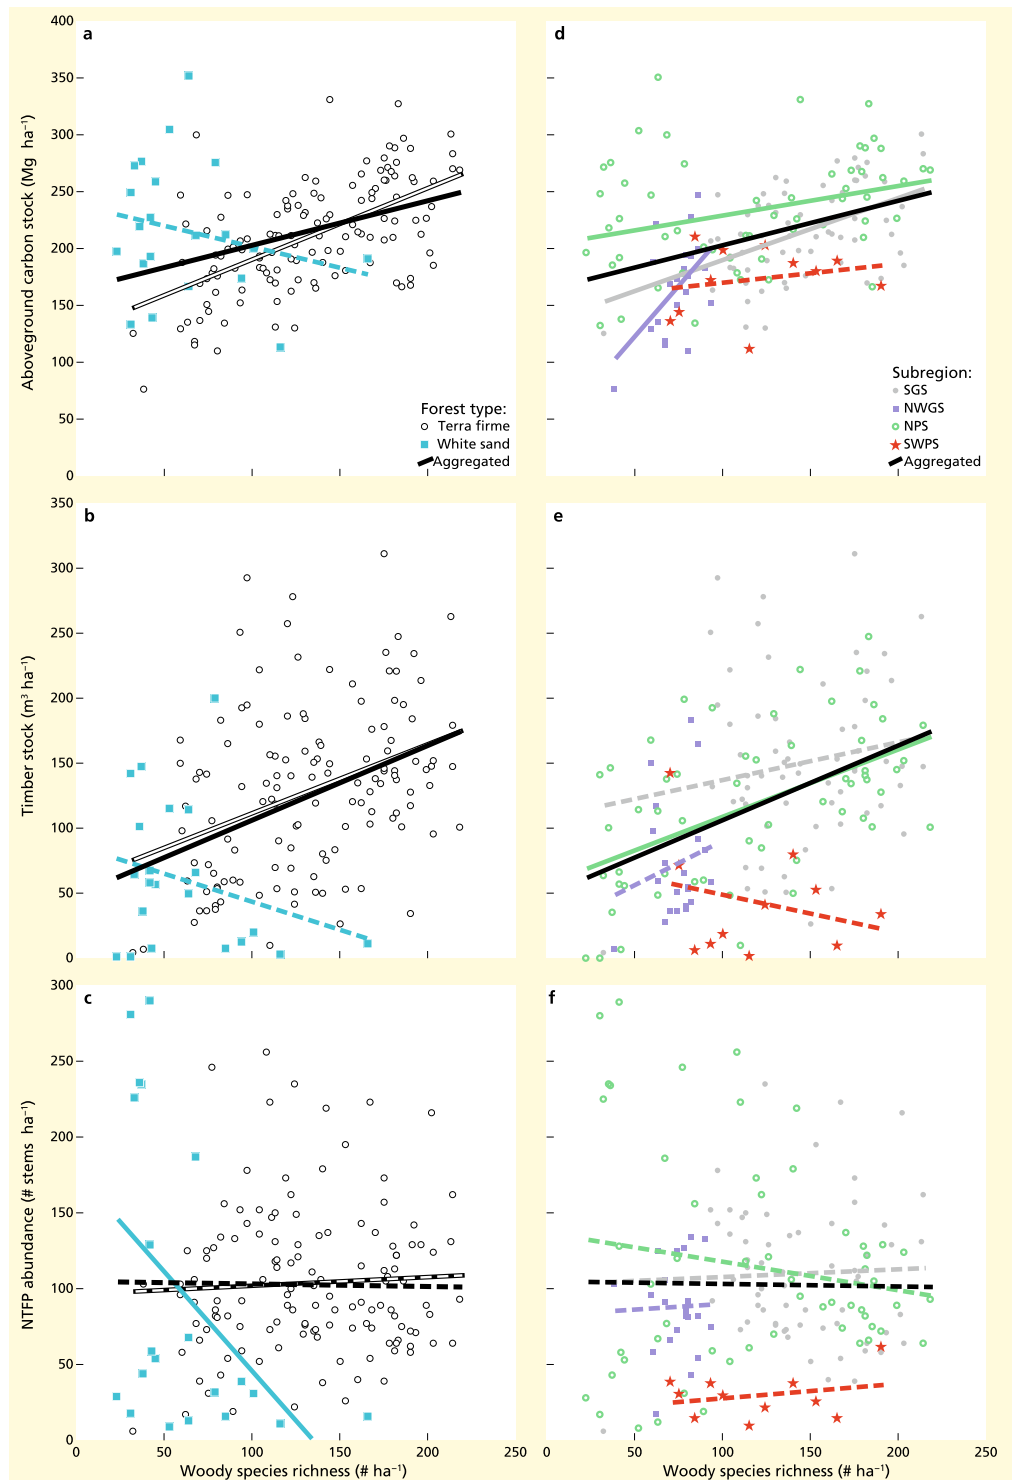 a
Aboveground carbon stock (Mg ha⁻¹)
400
350
300
250
200
150
100
50
0
Forest type:
Terra firme
White sand
Aggregated
d
Subregion:
SGS
NWGS
NPS
SWPS
Aggregated
b
Timber stock (m³ ha⁻¹)
350
300
250
200
150
100
50
0
e
c
NTFP abundance (# stems ha⁻¹)
300
250
200
150
100
50
0
0 50 100 150 200 250
Woody species richness (# ha⁻¹)
f
0 50 100 150 200 250
Woody species richness (# ha⁻¹)